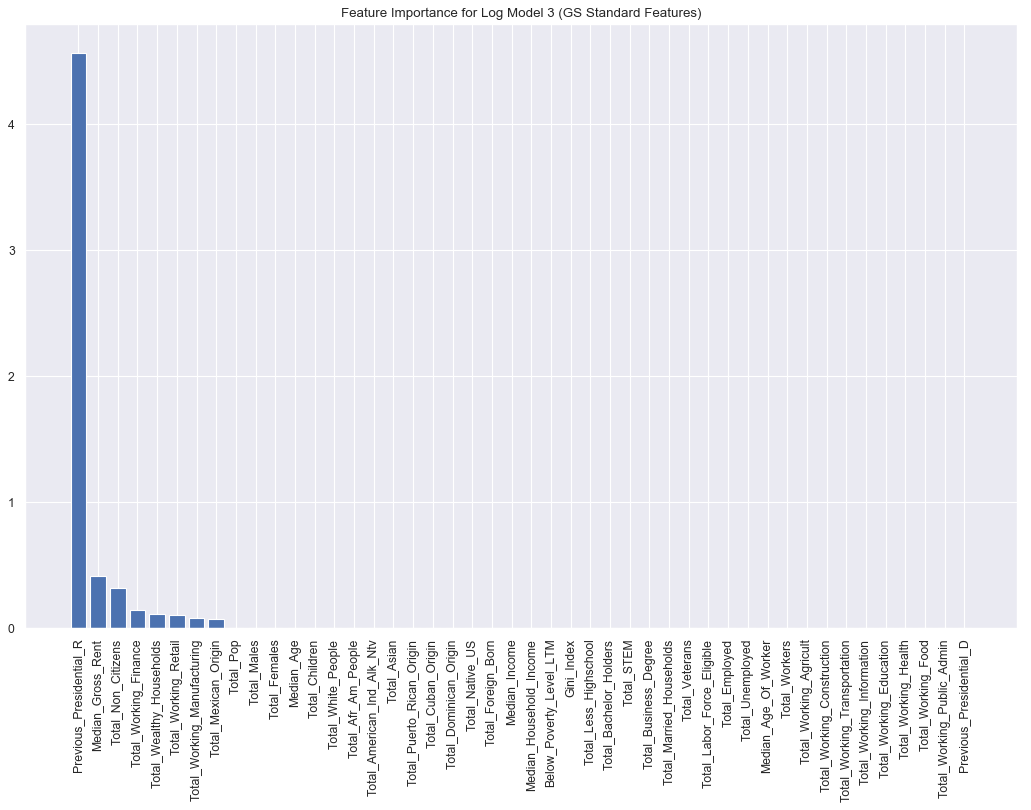 Feature Importance for Log Model 3 (GS Standard Features)
4
3
2
1
0
Previous_Presidential_R
Median_Gross_Rent
Total_Non_Citizens
Total_Working_Finance
Total_Wealthy_Households
Total_Working_Retail
Total_Working_Manufacturing
Total_Mexican_Origin
Total_Pop
Total_Males
Total_Females
Median_Age
Total_Children
Total_White_People
Total_Afr_Am_People
Total_American_Ind_Alk_Ntv
Total_Asian
Total_Puerto_Rican_Origin
Total_Cuban_Origin
Total_Dominican_Origin
Total_Native_US
Total_Foreign_Born
Median_Income
Median_Household_Income
Below_Poverty_Level_LTM
Gini_Index
Total_Less_Highschool
Total_Bachelor_Holders
Total_STEM
Total_Business_Degree
Total_Married_Households
Total_Veterans
Total_Labor_Force_Eligible
Total_Employed
Total_Unemployed
Median_Age_Of_Worker
Total_Workers
Total_Working_Agricult
Total_Working_Construction
Total_Working_Transportation
Total_Working_Information
Total_Working_Education
Total_Working_Health
Total_Working_Food
Total_Working_Public_Admin
Previous_Presidential_D